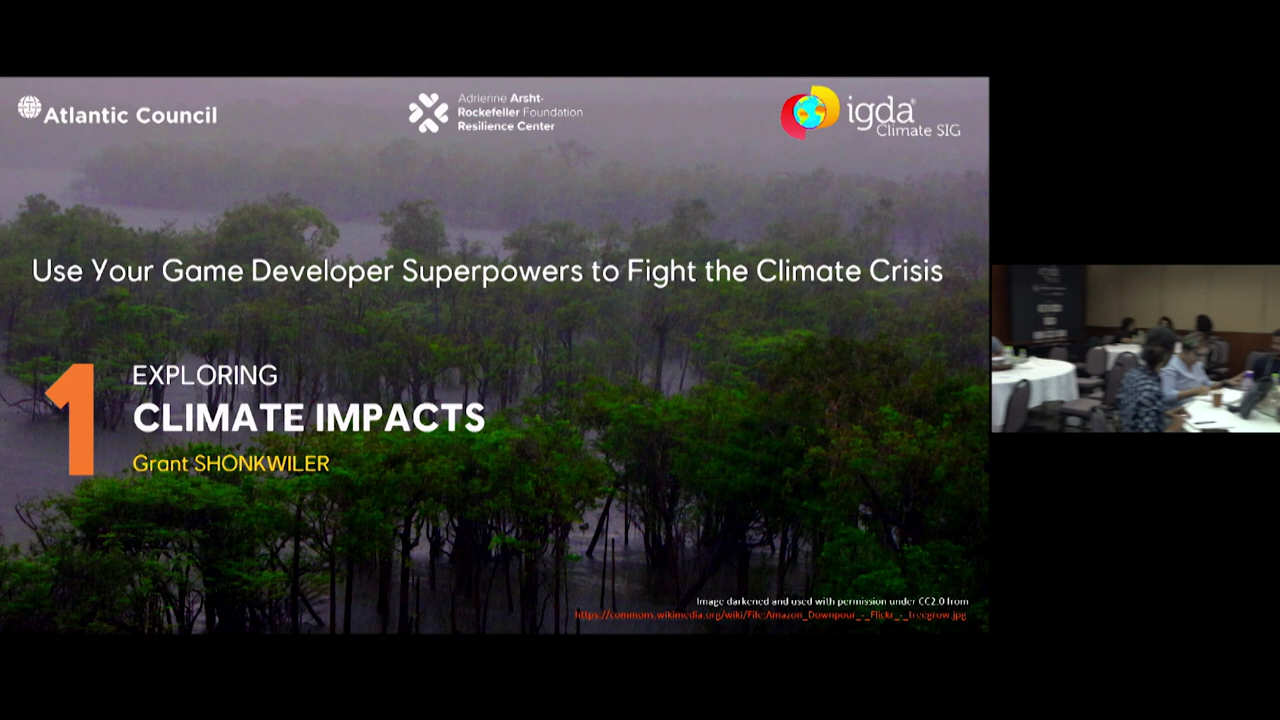 Atlantic Council
Adrienne Arsht-
Rockefeller Foundation
Resilience Center
igda®
Climate SIG
Use Your Game Developer Superpowers to Fight the Climate Crisis
1
EXPLORING
CLIMATE IMPACTS
Grant SHONKWILER
Image darkened and used with permission under CC2.0 from
https://commons.wikimedia.org/wiki/File:Amazon_Downpour_-_Flickr_-_treegrow.jpg